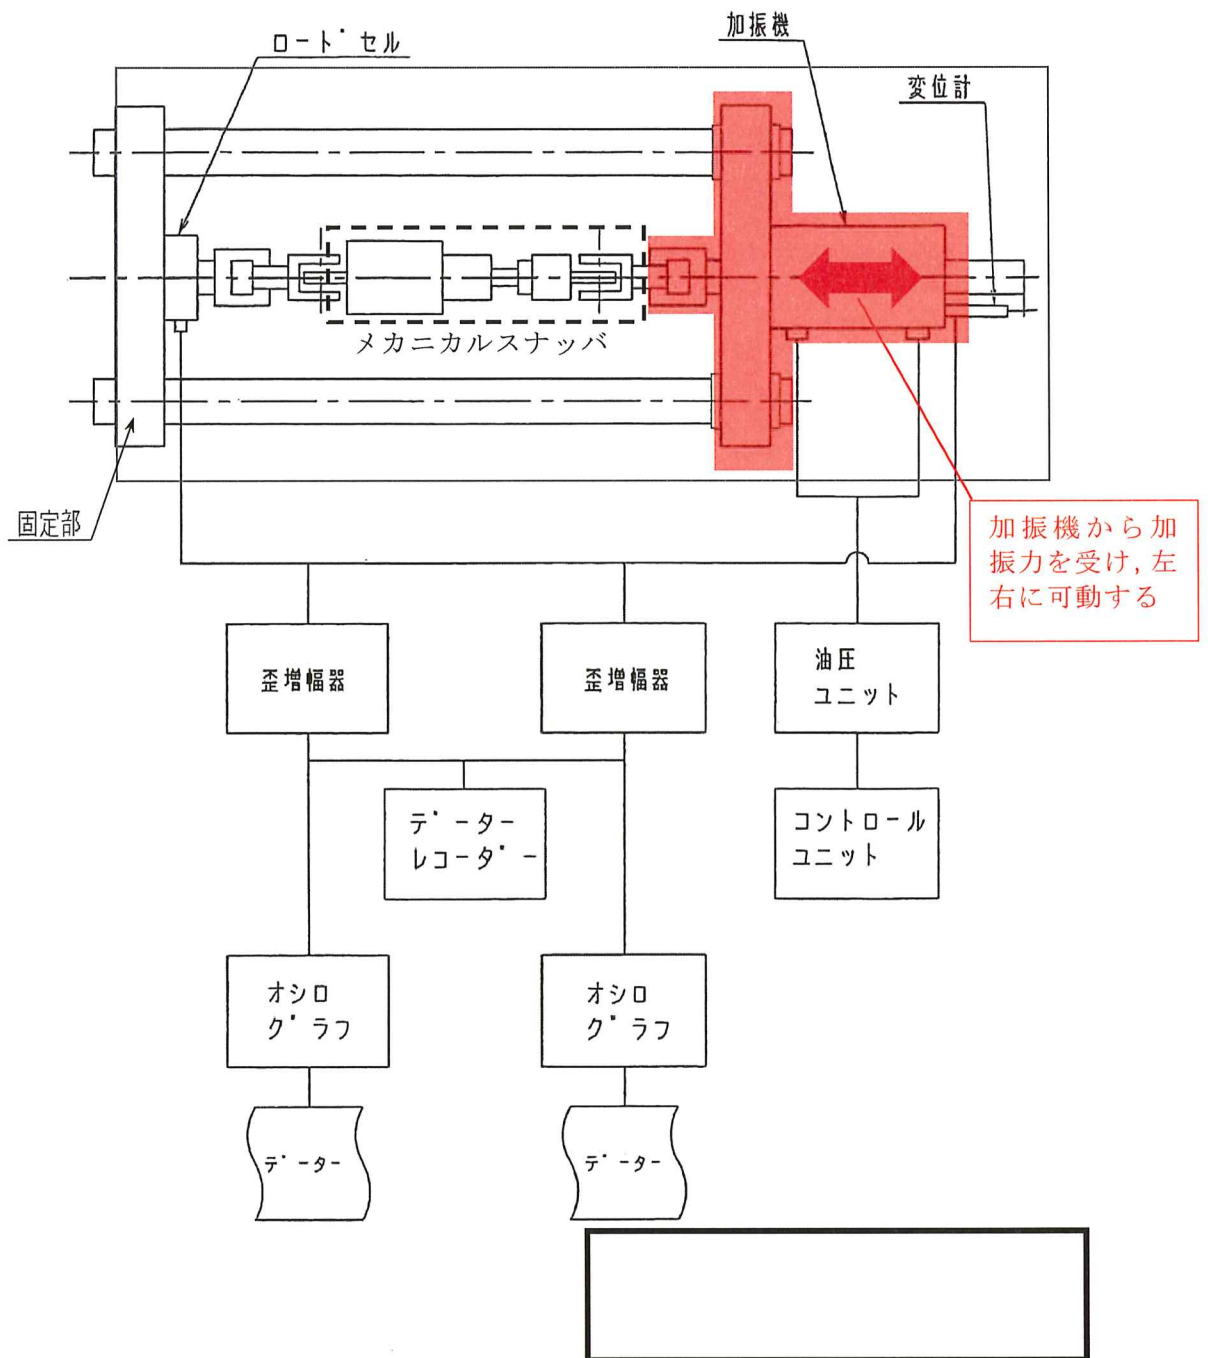 ロードセル
加振機
変位計
メカニカルスナッバ
固定部
加振機から加
振力を受け，左
右に可動する
歪増幅器
歪増幅器
油圧
ユニット
データー
レコーダー
コントロール
ユニット
オシロ
グラフ
オシロ
グラフ
データー
データー